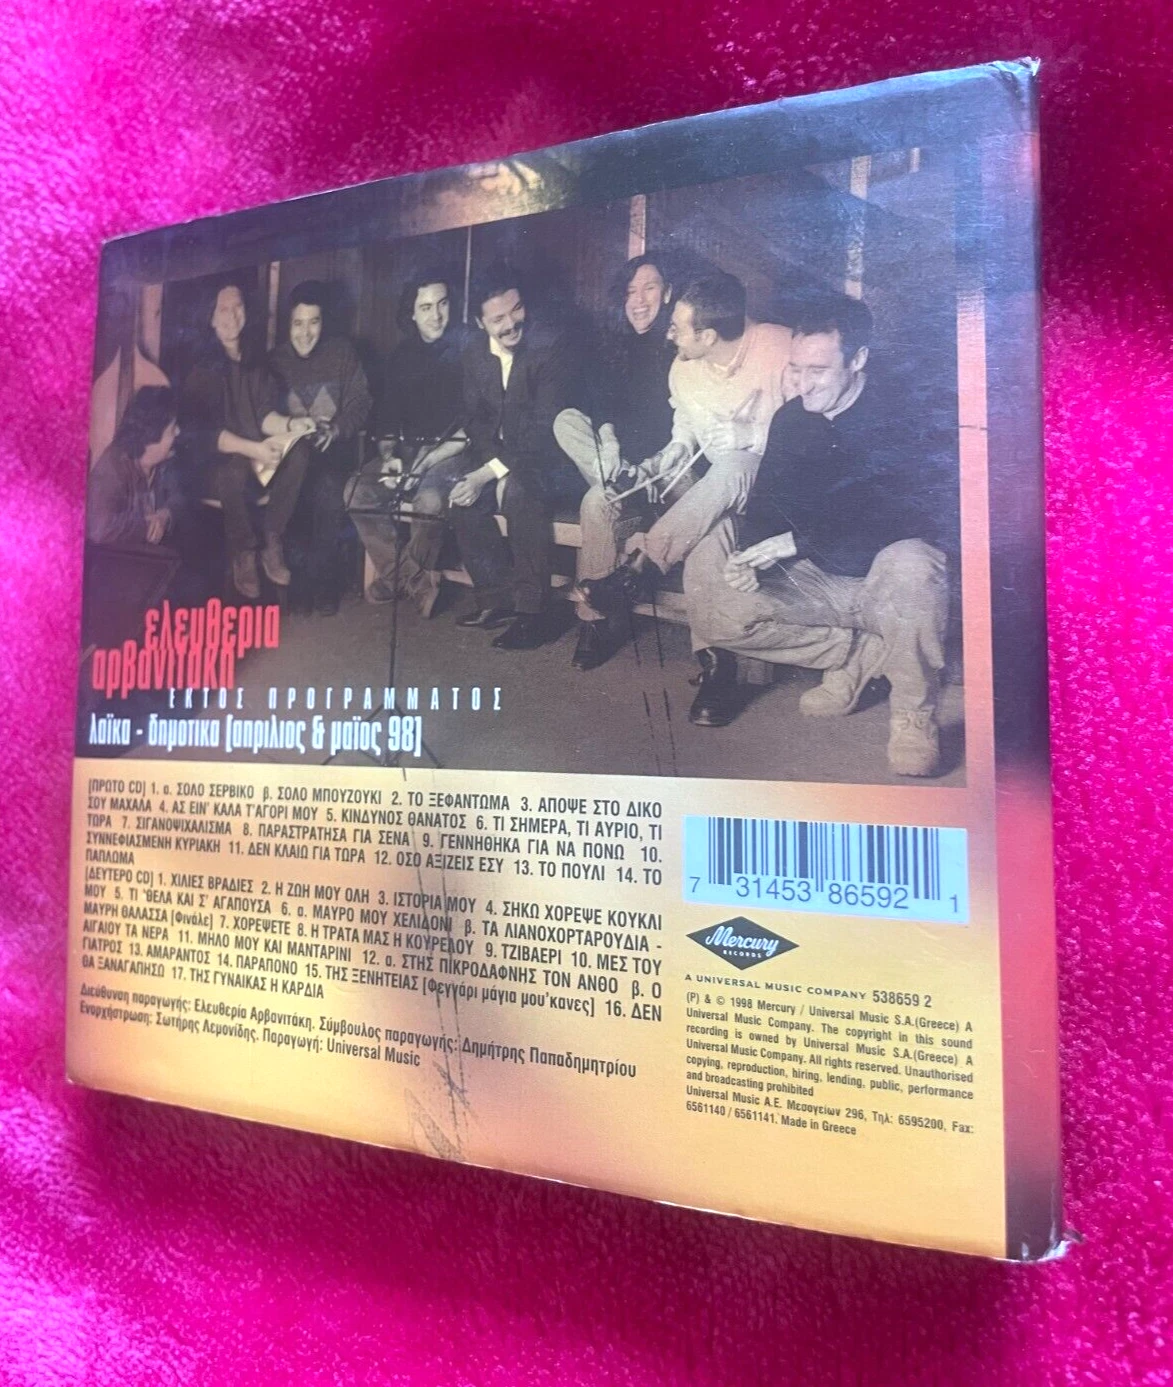 ελευθερια
αρβανιτακη
ΕΚΤΟΣ ΠΡΟΓΡΑΜΜΑΤΟΣ
λαϊκα - δημοτικα [απριλιος & μαϊος 98]
[ΠΡΩΤΟ CD] 1. α. ΣΟΛΟ ΣΕΡΒΙΚΟ β. ΣΟΛΟ ΜΠΟΥΖΟΥΚΙ 2. ΤΟ ΞΕΦΑΝΤΩΜΑ 3. ΑΠΟΨΕ ΣΤΟ ΔΙΚΟ
ΣΟΥ ΜΑΧΑΛΑ 4. ΑΣ ΕΙΝ' ΚΑΛΑ Τ'ΑΓΟΡΙ ΜΟΥ 5. ΚΙΝΔΥΝΟΣ ΘΑΝΑΤΟΣ 6. ΤΙ ΣΗΜΕΡΑ, ΤΙ ΑΥΡΙΟ, ΤΙ
ΤΩΡΑ 7. ΣΙΓΑΝΟΨΙΧΑΛΙΣΜΑ 8. ΠΑΡΑΣΤΡΑΤΗΣΑ ΓΙΑ ΣΕΝΑ 9. ΓΕΝΝΗΘΗΚΑ ΓΙΑ ΝΑ ΠΟΝΩ 10.
ΣΥΝΝΕΦΙΑΣΜΕΝΗ ΚΥΡΙΑΚΗ 11. ΔΕΝ ΚΛΑΙΩ ΓΙΑ ΤΩΡΑ 12. ΟΣΟ ΑΞΙΖΕΙΣ ΕΣΥ 13. ΤΟ ΠΟΥΛΙ 14. ΤΟ
ΠΑΠΛΩΜΑ
[ΔΕΥΤΕΡΟ CD] 1. ΧΙΛΙΕΣ ΒΡΑΔΙΕΣ 2. Η ΖΩΗ ΜΟΥ ΟΛΗ 3. ΙΣΤΟΡΙΑ ΜΟΥ 4. ΣΗΚΩ ΧΟΡΕΨΕ ΚΟΥΚΛΙ
ΜΟΥ 5. ΤΙ 'ΘΕΛΑ ΚΑΙ Σ' ΑΓΑΠΟΥΣΑ 6. α. ΜΑΥΡΟ ΜΟΥ ΧΕΛΙΔΟΝΙ β. ΤΑ ΛΙΑΝΟΧΟΡΤΑΡΟΥΔΙΑ -
ΜΑΥΡΗ ΘΑΛΑΣΣΑ [Φινάλε] 7. ΧΟΡΕΨΕΤΕ 8. Η ΤΡΑΤΑ ΜΑΣ Η ΚΟΥΡΕΛΟΥ 9. ΤΖΙΒΑΕΡΙ 10. ΜΕΣ ΤΟΥ
ΑΙΓΑΙΟΥ ΤΑ ΝΕΡΑ 11. ΜΗΛΟ ΜΟΥ ΚΑΙ ΜΑΝΤΑΡΙΝΙ 12. α. ΣΤΗΣ ΠΙΚΡΟΔΑΦΝΗΣ ΤΟΝ ΑΝΘΟ β. Ο
ΓΙΑΤΡΟΣ 13. ΑΜΑΡΑΝΤΟΣ 14. ΠΑΡΑΠΟΝΟ 15. ΤΗΣ ΞΕΝΗΤΕΙΑΣ [Φεγγάρι μάγια μου'κανες] 16. ΔΕΝ
ΘΑ ΞΑΝΑΓΑΠΗΣΩ 17. ΤΗΣ ΓΥΝΑΙΚΑΣ Η ΚΑΡΔΙΑ
Διεύθυνση παραγωγής: Ελευθερία Αρβανιτάκη. Σύμβουλος παραγωγής: Δημήτρης Παπαδημητρίου
Ενορχήστρωση: Σωτήρης Λεμονίδης. Παραγωγή: Universal Music
7 31453 86592 1
Mercury
RECORDS
A UNIVERSAL MUSIC COMPANY 538659 2
(P) & © 1998 Mercury / Universal Music S.A.(Greece) A
Universal Music Company. The copyright in this sound
recording is owned by Universal Music S.A.(Greece) A
Universal Music Company. All rights reserved. Unauthorised
copying, reproduction, hiring, lending, public, performance
and broadcasting prohibited
Universal Music A.E. Μεσογείων 296, Τηλ: 6595200, Fax:
6561140 / 6561141. Made in Greece